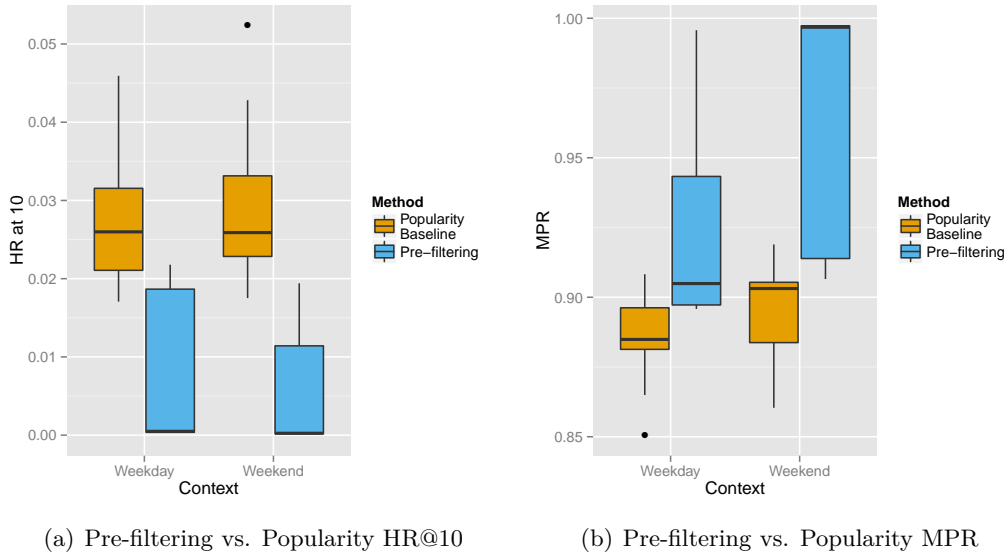 0.05
0.04
0.03
0.02
0.01
0.00
HR at 10
Weekday
Weekend
Context
Method
Popularity
Baseline
Pre-filtering
(a) Pre-filtering vs. Popularity HR@10
1.00
0.95
0.90
0.85
MPR
Weekday
Weekend
Context
Method
Popularity
Baseline
Pre-filtering
(b) Pre-filtering vs. Popularity MPR